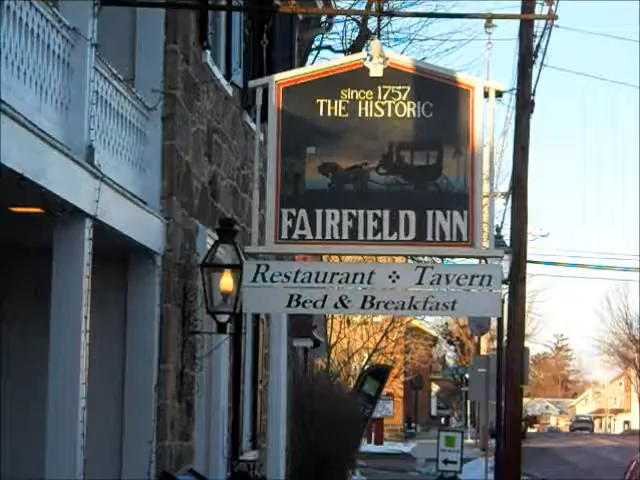 since 1757
THE HISTORIC
FAIRFIELD INN
Restaurant Tavern
Bed & Breakfast